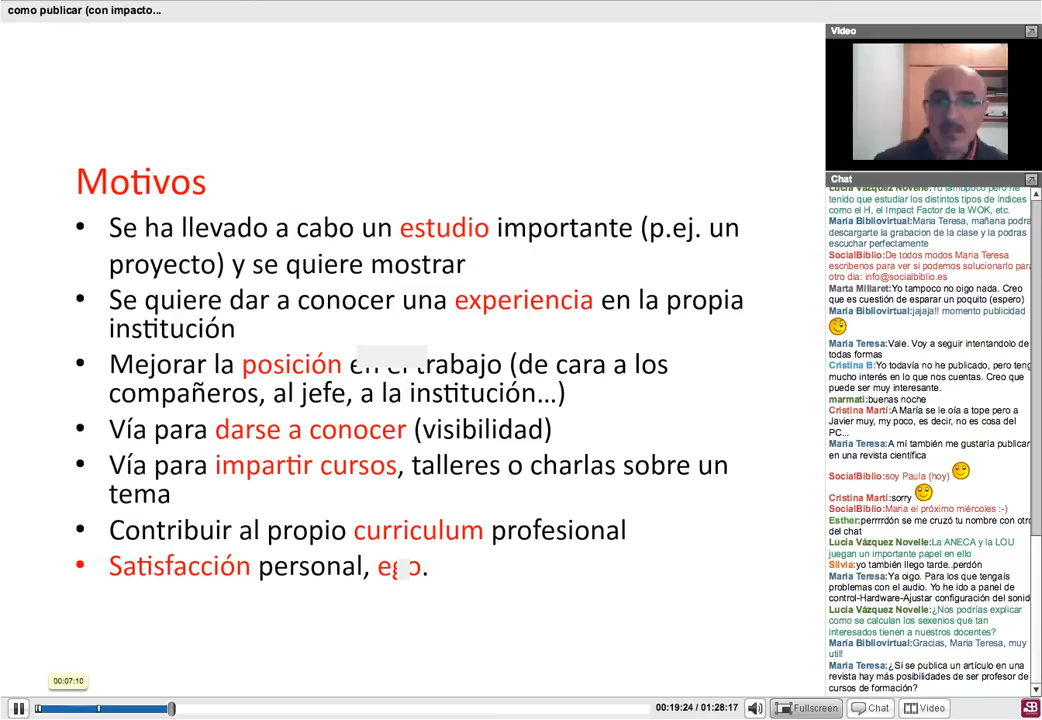 como publicar (con impacto...
Motivos
• Se ha llevado a cabo un estudio importante (p.ej. un
proyecto) y se quiere mostrar
• Se quiere dar a conocer una experiencia en la propia
institución
• Mejorar la posición en el trabajo (de cara a los
compañeros, al jefe, a la institución...)
• Vía para darse a conocer (visibilidad)
• Vía para impartir cursos, talleres o charlas sobre un
tema
• Contribuir al propio curriculum profesional
• Satisfacción personal, ego.
Video
Chat
Lucía Vázquez Novelle:Yo tampoco pero he
tenido que estudiar los distintos tipos de índices
como el H, el Impact Factor de la WOK, etc.
María Bibliovirtual:Maria Teresa, mañana podra
descargarte la grabacion de la clase y la podras
escuchar perfectamente
SocialBiblio:De todos modos Maria Teresa
escribenos para ver si podemos solucionarlo par
otro dia: info@socialbiblio.es
Marta Millaret:Yo tampoco no oigo nada. Creo
que es cuestión de esparar un poquito (espero)
María Bibliovirtual:jajaja!! momento publicidad
Maria Teresa:Vale. Voy a seguir intentandolo de
todas formas
Cristina B:Yo todavía no he publicado, pero teng
mucho interés en lo que nos cuentas. Creo que
puede ser muy interesante.
marmati:buenas noche
Cristina Martí:A María se le oía a tope pero a
Javier muy, my poco, es decir, no es cosa del
PC...
Maria Teresa:A mí también me gustaría publicar
en una revista científica
SocialBiblio:soy Paula (hoy)
Cristina Martí:sorry
SocialBiblio:Maria el próximo miércoles :-)
Esther:perrrrdón se me cruzó tu nombre con otro
del chat
Lucía Vázquez Novelle:La ANECA y la LOU
juegan un importante papel en ello
Silvia:yo también llego tarde..perdón
Maria Teresa:Ya oigo. Para los que tengaís
problemas con el audio. Yo he ido a panel de
control-Hardware-Ajustar configuración del sonid
Lucía Vázquez Novelle:¿Nos podrías explicar
como se calculan los sexenios que tan
interesados tienen a nuestros docentes?
María Bibliovirtual:Gracias, Maria Teresa, muy
util!
Maria Teresa:¿Sí se publica un artículo en una
revista hay más posibilidades de ser profesor de
cursos de formación?
00:07:10
00:19:24 / 01:28:17
Fullscreen
Chat
Video
SB